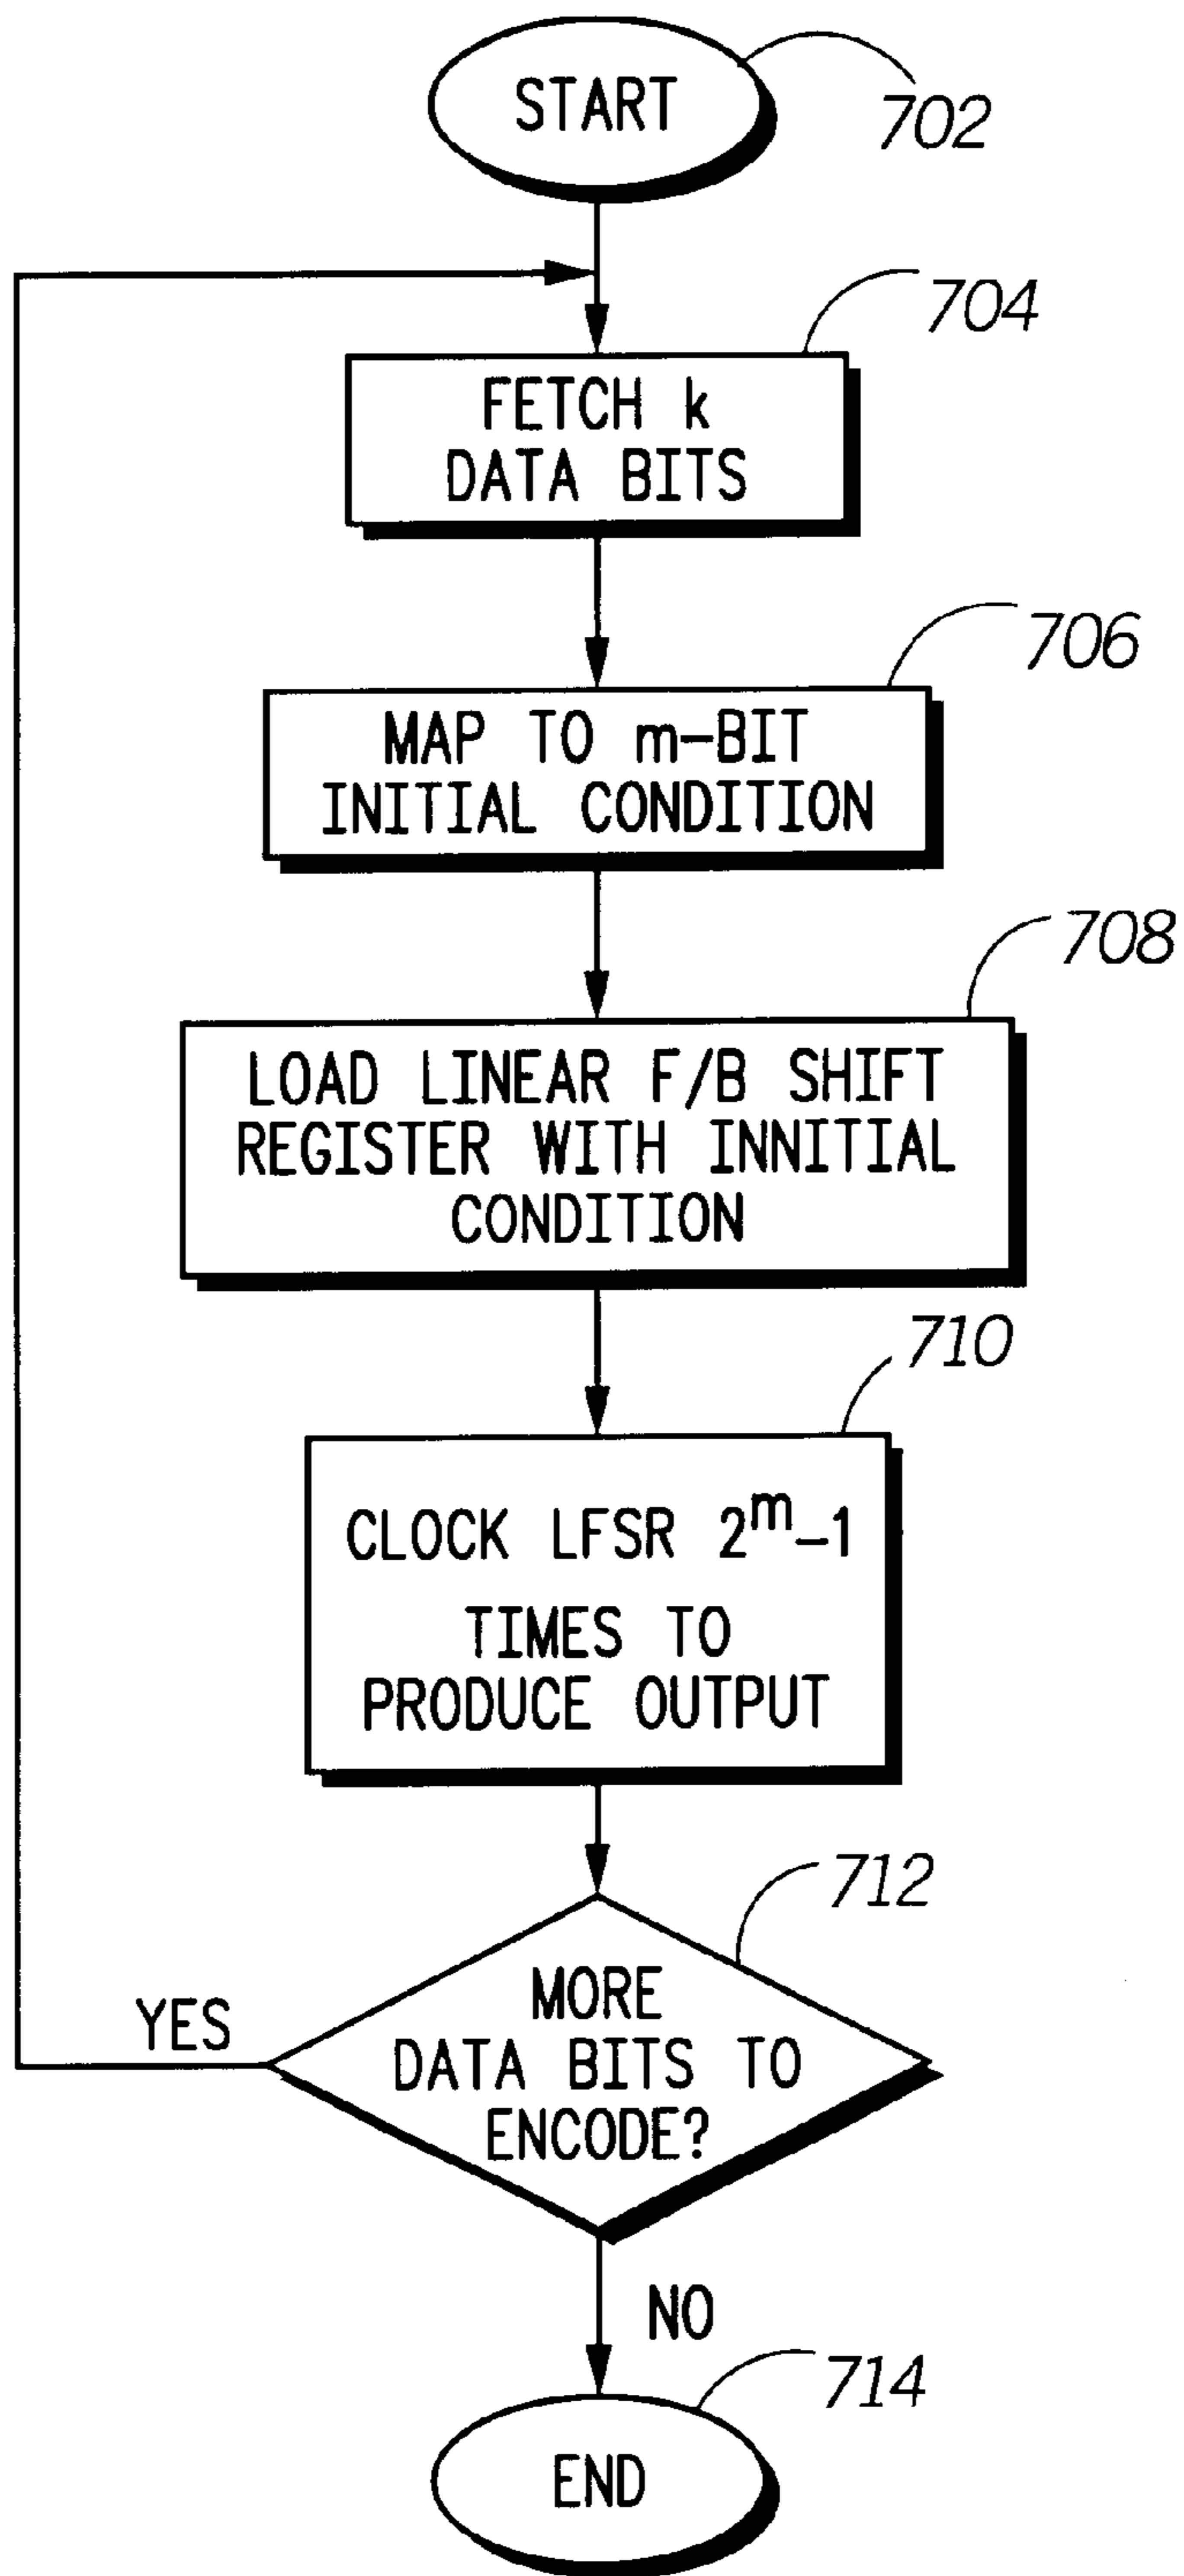 START
702
704
FETCH k
DATA BITS
706
MAP TO m-BIT
INITIAL CONDITION
708
LOAD LINEAR F/B SHIFT
REGISTER WITH INNITIAL
CONDITION
710
CLOCK LFSR 2^m-1
TIMES TO
PRODUCE OUTPUT
712
MORE
DATA BITS TO
ENCODE?
YES
NO
714
END